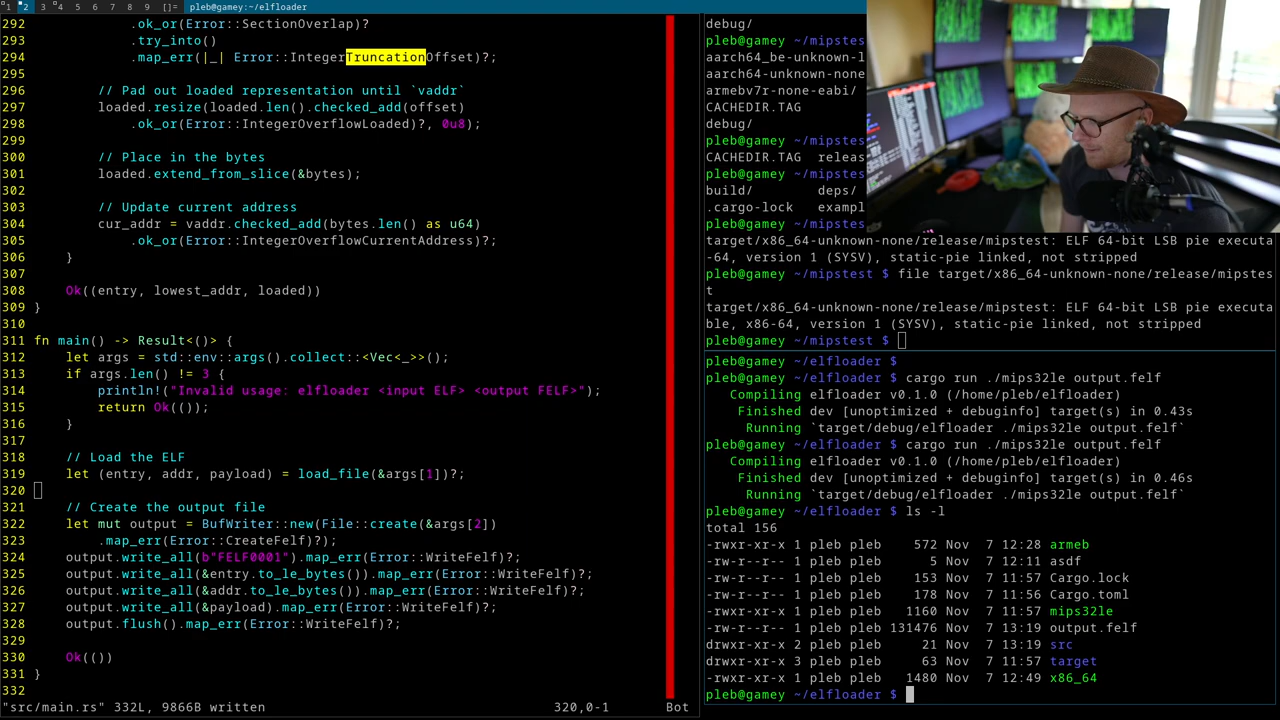 1 2 3 4 5 6 7 8 9 []= pleb@gamey:~/elfloader
292 .ok_or(Error::SectionOverlap)?
293 .try_into()
294 .map_err(|_| Error::IntegerTruncationOffset)?;
295
296 // Pad out loaded representation until `vaddr`
297 loaded.resize(loaded.len().checked_add(offset)
298 .ok_or(Error::IntegerOverflowLoaded)?, 0u8);
299
300 // Place in the bytes
301 loaded.extend_from_slice(&bytes);
302
303 // Update current address
304 cur_addr = vaddr.checked_add(bytes.len() as u64)
305 .ok_or(Error::IntegerOverflowCurrentAddress)?;
306 }
307
308 Ok((entry, lowest_addr, loaded))
309 }
310
311 fn main() -> Result<()> {
312 let args = std::env::args().collect::<Vec<_>>();
313 if args.len() != 3 {
314 println!("Invalid usage: elfloader <input ELF> <output FELF>");
315 return Ok(());
316 }
317
318 // Load the ELF
319 let (entry, addr, payload) = load_file(&args[1])?;
320
321 // Create the output file
322 let mut output = BufWriter::new(File::create(&args[2])
323 .map_err(Error::CreateFelf)?);
324 output.write_all(b"FELF0001").map_err(Error::WriteFelf)?;
325 output.write_all(&entry.to_le_bytes()).map_err(Error::WriteFelf)?;
326 output.write_all(&addr.to_le_bytes()).map_err(Error::WriteFelf)?;
327 output.write_all(&payload).map_err(Error::WriteFelf)?;
328 output.flush().map_err(Error::WriteFelf)?;
329
330 Ok(())
331 }
332
"src/main.rs" 332L, 9866B written 320,0-1 Bot
debug/
pleb@gamey ~/mipstes
aarch64_be-unknown-l
aarch64-unknown-none
armebv7r-none-eabi/
CACHEDIR.TAG
debug/
pleb@gamey ~/mipstes
CACHEDIR.TAG releas
pleb@gamey ~/mipstes
build/ deps/
.cargo-lock exampl
pleb@gamey ~/mipstes
target/x86_64-unknown-none/release/mipstest: ELF 64-bit LSB pie executa
-64, version 1 (SYSV), static-pie linked, not stripped
pleb@gamey ~/mipstest $ file target/x86_64-unknown-none/release/mipstes
t
target/x86_64-unknown-none/release/mipstest: ELF 64-bit LSB pie executa
ble, x86-64, version 1 (SYSV), static-pie linked, not stripped
pleb@gamey ~/mipstest $
pleb@gamey ~/elfloader $
pleb@gamey ~/elfloader $ cargo run ./mips32le output.felf
Compiling elfloader v0.1.0 (/home/pleb/elfloader)
Finished dev [unoptimized + debuginfo] target(s) in 0.43s
Running `target/debug/elfloader ./mips32le output.felf`
pleb@gamey ~/elfloader $ cargo run ./mips32le output.felf
Compiling elfloader v0.1.0 (/home/pleb/elfloader)
Finished dev [unoptimized + debuginfo] target(s) in 0.46s
Running `target/debug/elfloader ./mips32le output.felf`
pleb@gamey ~/elfloader $ ls -l
total 156
-rwxr-xr-x 1 pleb pleb 572 Nov 7 12:28 armeb
-rw-r--r-- 1 pleb pleb 5 Nov 7 12:11 asdf
-rw-r--r-- 1 pleb pleb 153 Nov 7 11:57 Cargo.lock
-rw-r--r-- 1 pleb pleb 178 Nov 7 11:56 Cargo.toml
-rwxr-xr-x 1 pleb pleb 1160 Nov 7 11:57 mips32le
-rw-r--r-- 1 pleb pleb 131476 Nov 7 13:19 output.felf
drwxr-xr-x 2 pleb pleb 21 Nov 7 13:19 src
drwxr-xr-x 3 pleb pleb 63 Nov 7 11:57 target
-rwxr-xr-x 1 pleb pleb 1480 Nov 7 12:49 x86_64
pleb@gamey ~/elfloader $